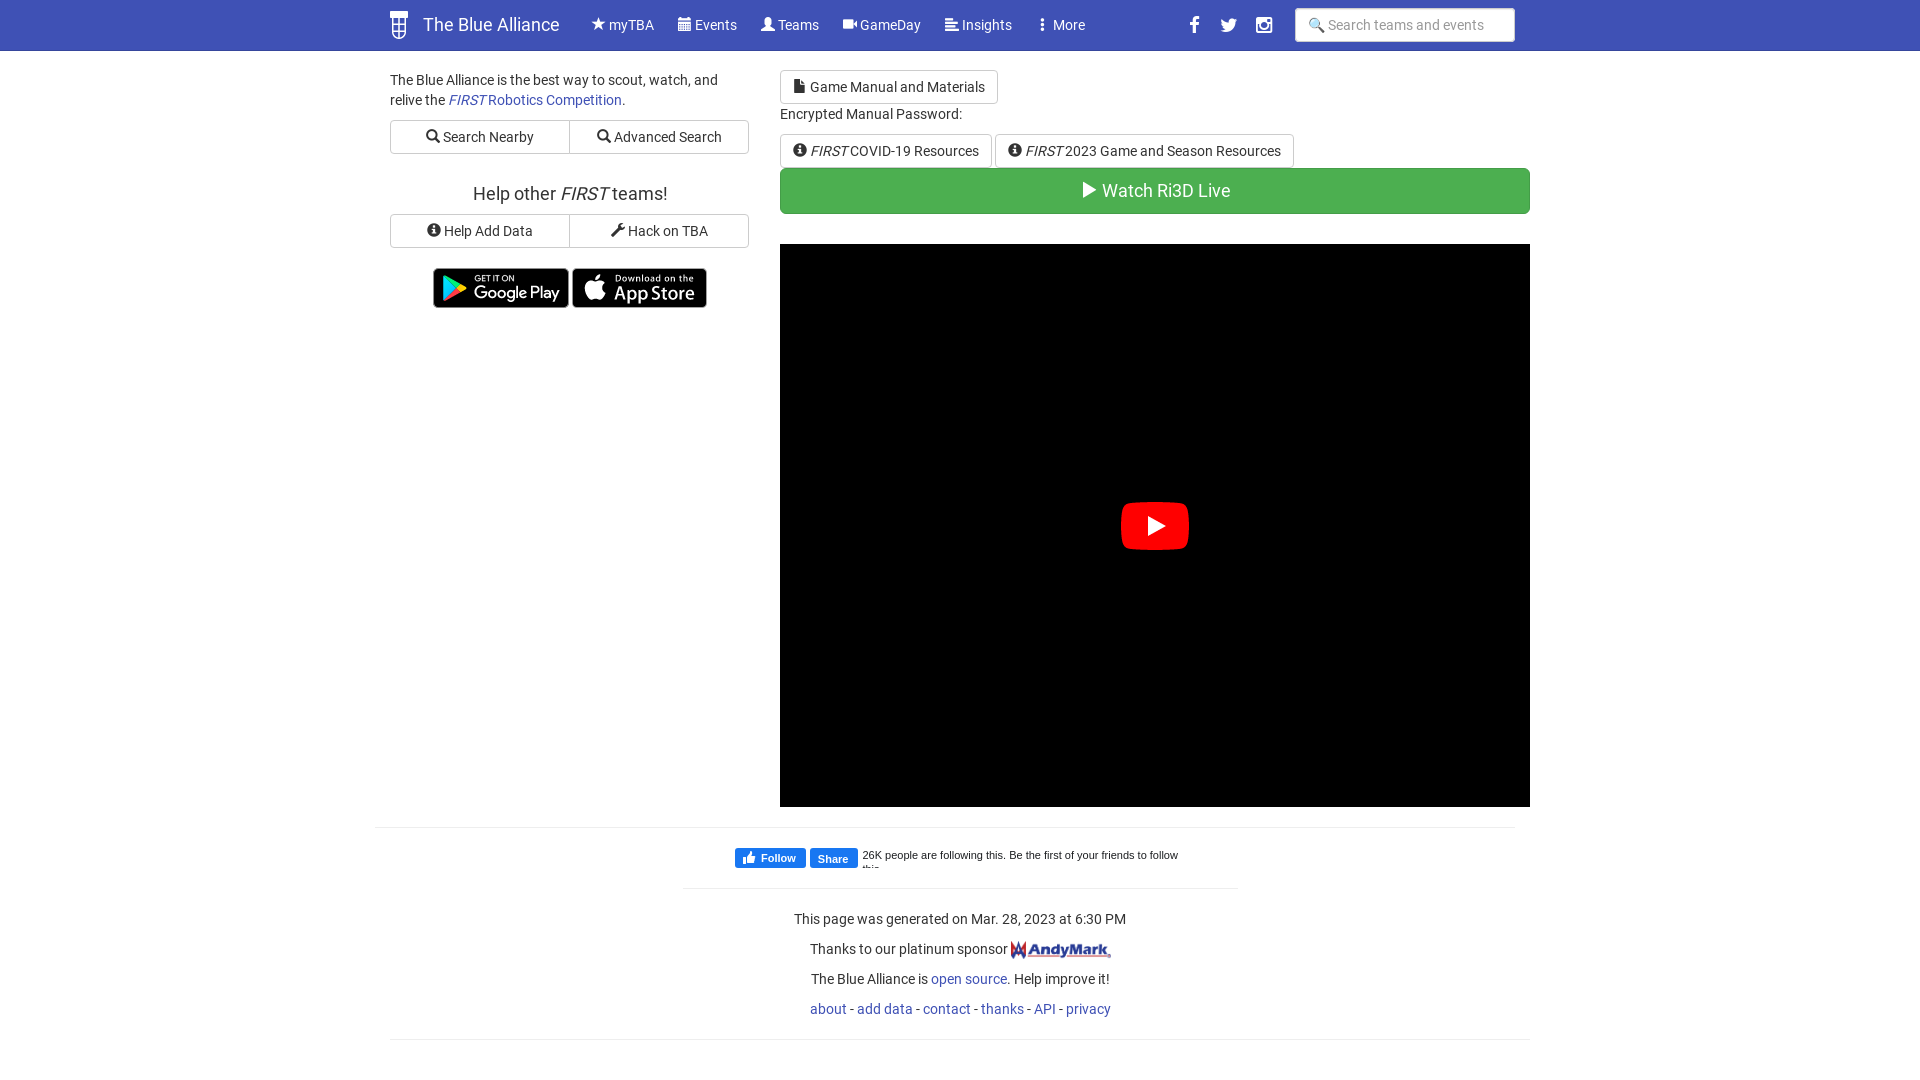 The Blue Alliance
myTBA
Events
Teams
GameDay
Insights
More
Search teams and events
The Blue Alliance is the best way to scout, watch, and
relive the FIRST Robotics Competition.
Search Nearby
Advanced Search
Help other FIRST teams!
Help Add Data
Hack on TBA
GET IT ON
Google Play
Download on the
App Store
Game Manual and Materials
Encrypted Manual Password:
FIRST COVID-19 Resources
FIRST 2023 Game and Season Resources
Watch Ri3D Live
Follow
Share
26K people are following this. Be the first of your friends to follow
This page was generated on Mar. 28, 2023 at 6:30 PM
Thanks to our platinum sponsor AndyMark
The Blue Alliance is open source. Help improve it!
about - add data - contact - thanks - API - privacy